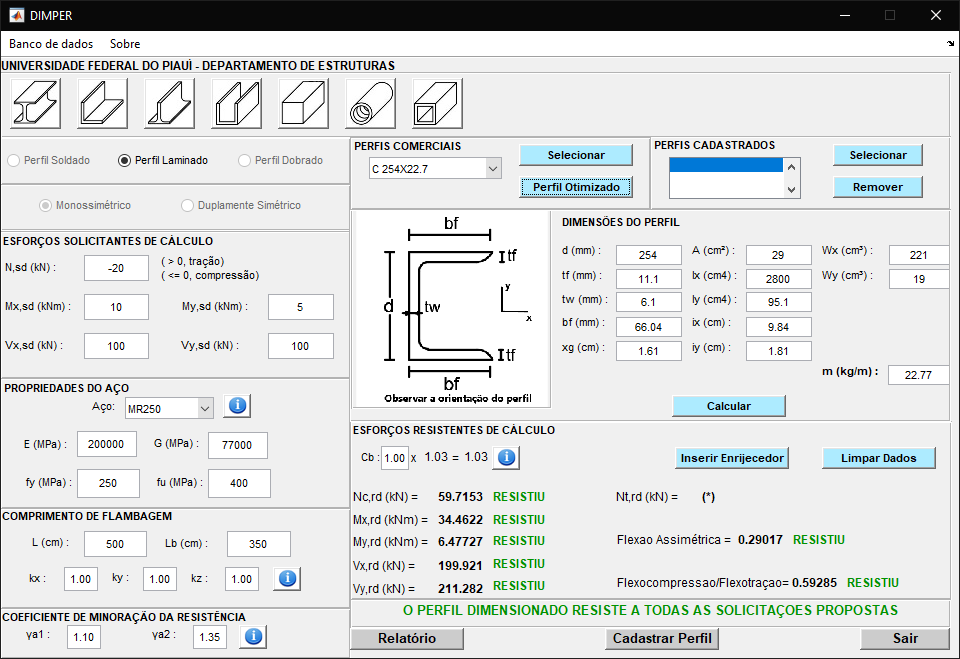 DIMPER
Banco de dados Sobre
UNIVERSIDADE FEDERAL DO PIAUÌ - DEPARTAMENTO DE ESTRUTURAS
Perfil Soldado Perfil Laminado Perfil Dobrado
Monossimétrico Duplamente Simétrico
ESFORÇOS SOLICITANTES DE CÁLCULO
N,sd (kN) : -20 ( > 0, tração)
( <= 0, compressão)
Mx,sd (kNm) : 10 My,sd (kNm) : 5
Vx,sd (kN) : 100 Vy,sd (kN) : 100
PROPRIEDADES DO AÇO
Aço: MR250
E (MPa) : 200000 G (MPa) : 77000
fy (MPa) : 250 fu (MPa) : 400
COMPRIMENTO DE FLAMBAGEM
L (cm) : 500 Lb (cm) : 350
kx : 1.00 ky : 1.00 kz : 1.00
COEFICIENTE DE MINORAÇÃO DA RESISTÊNCIA
γa1 : 1.10 γa2 : 1.35
PERFIS COMERCIAIS
C 254X22.7 Selecionar
Perfil Otimizado
PERFIS CADASTRADOS
Selecionar
Remover
bf
tf
d tw
y
x
tf
bf
Observar a orientação do perfil
DIMENSÕES DO PERFIL
d (mm) : 254 A (cm²) : 29 Wx (cm³) : 221
tf (mm) : 11.1 Ix (cm4) : 2800 Wy (cm³) : 19
tw (mm) : 6.1 Iy (cm4) : 95.1
bf (mm) : 66.04 ix (cm) : 9.84
xg (cm) : 1.61 iy (cm) : 1.81
m (kg/m) : 22.77
Calcular
ESFORÇOS RESISTENTES DE CÁLCULO
Cb : 1.00 x 1.03 = 1.03 Inserir Enrijecedor Limpar Dados
Nc,rd (kN) = 59.7153 RESISTIU Nt,rd (kN) = (*)
Mx,rd (kNm) = 34.4622 RESISTIU
My,rd (kNm) = 6.47727 RESISTIU Flexao Assimétrica = 0.29017 RESISTIU
Vx,rd (kN) = 199.921 RESISTIU
Vy,rd (kN) = 211.282 RESISTIU Flexocompressao/Flexotraçao= 0.59285 RESISTIU
O PERFIL DIMENSIONADO RESISTE A TODAS AS SOLICITAÇOES PROPOSTAS
Relatório Cadastrar Perfil Sair